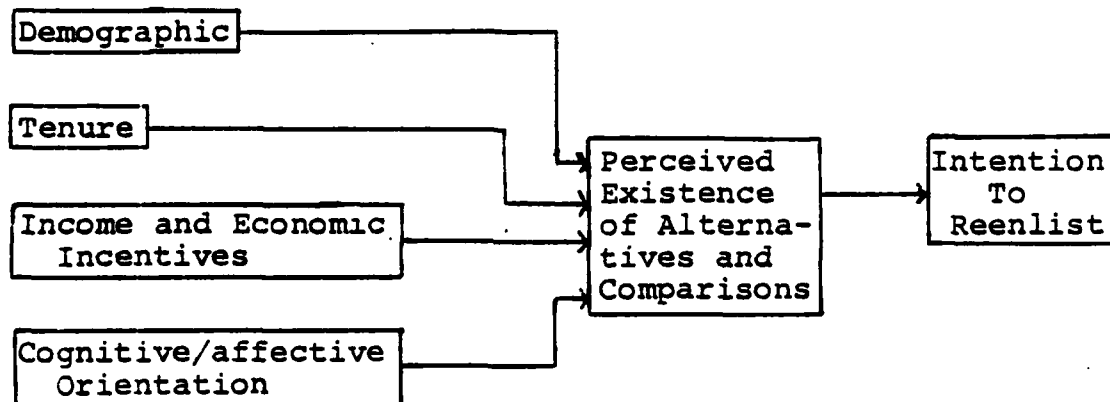 Demographic
Tenure
Income and Economic
Incentives
Cognitive/affective
Orientation
Perceived
Existence
of Alterna-
tives and
Comparisons
Intention
To
Reenlist